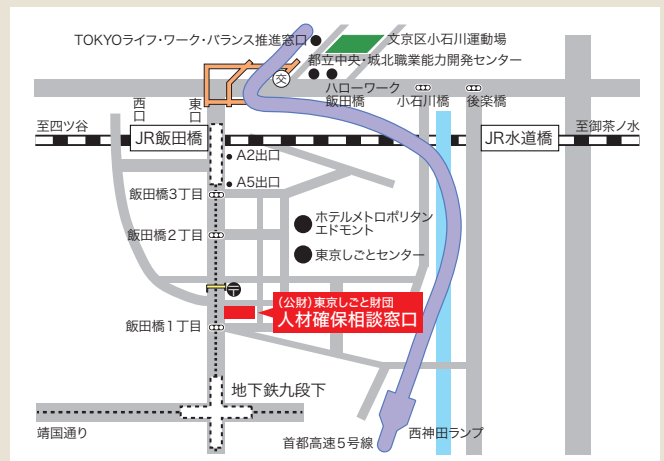 TOKYOライフ・ワーク・バランス推進窓口
文京区小石川運動場
都立中央・城北職業能力開発センター
交
ハローワーク
飯田橋
小石川橋
後楽橋
西口
東口
至四ツ谷
JR飯田橋
JR水道橋
至御茶ノ水
A2出口
A5出口
飯田橋3丁目
ホテルメトロポリタン
エドモント
飯田橋2丁目
東京しごとセンター
〒
(公財)東京しごと財団
人材確保相談窓口
飯田橋1丁目
地下鉄九段下
靖国通り
首都高速5号線
西神田ランプ